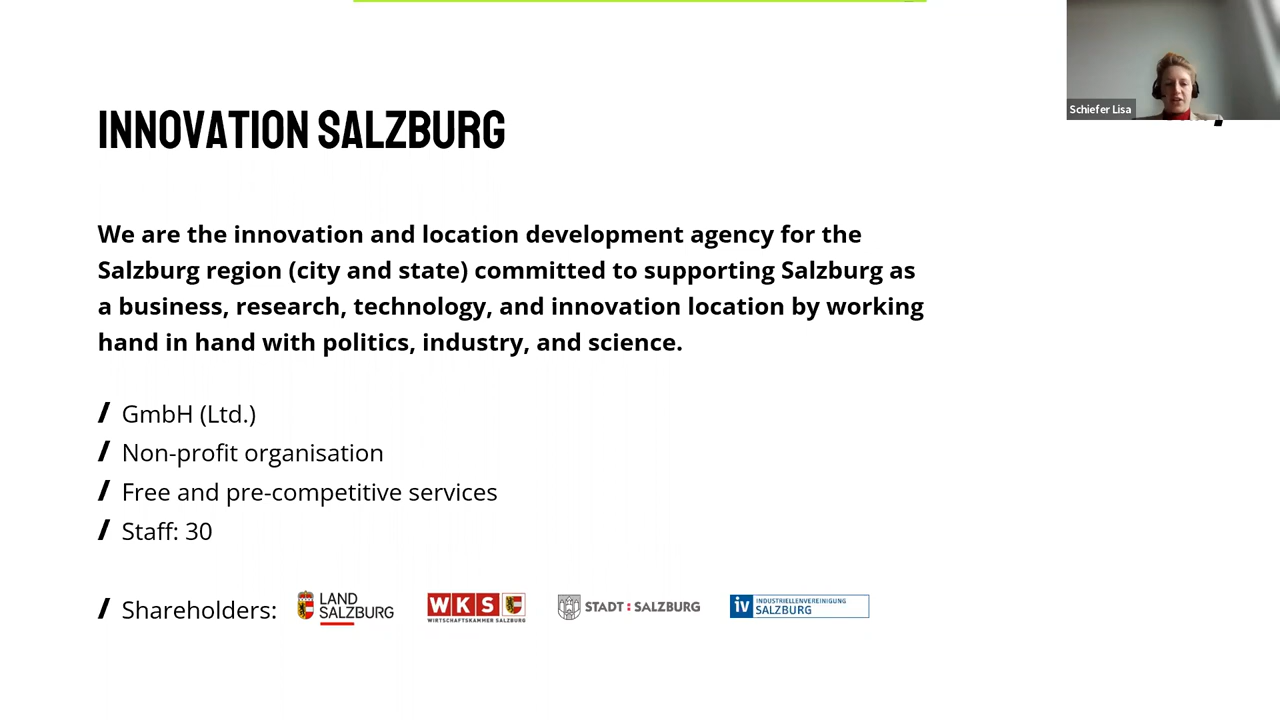 Schiefer Lisa
INNOVATION SALZBURG
We are the innovation and location development agency for the
Salzburg region (city and state) committed to supporting Salzburg as
a business, research, technology, and innovation location by working
hand in hand with politics, industry, and science.
/ GmbH (Ltd.)
/ Non-profit organisation
/ Free and pre-competitive services
/ Staff: 30
/ Shareholders:
LAND
SALZBURG
WKS
WIRTSCHAFTSKAMMER SALZBURG
STADT : SALZBURG
iv INDUSTRIELLENVEREINIGUNG
SALZBURG